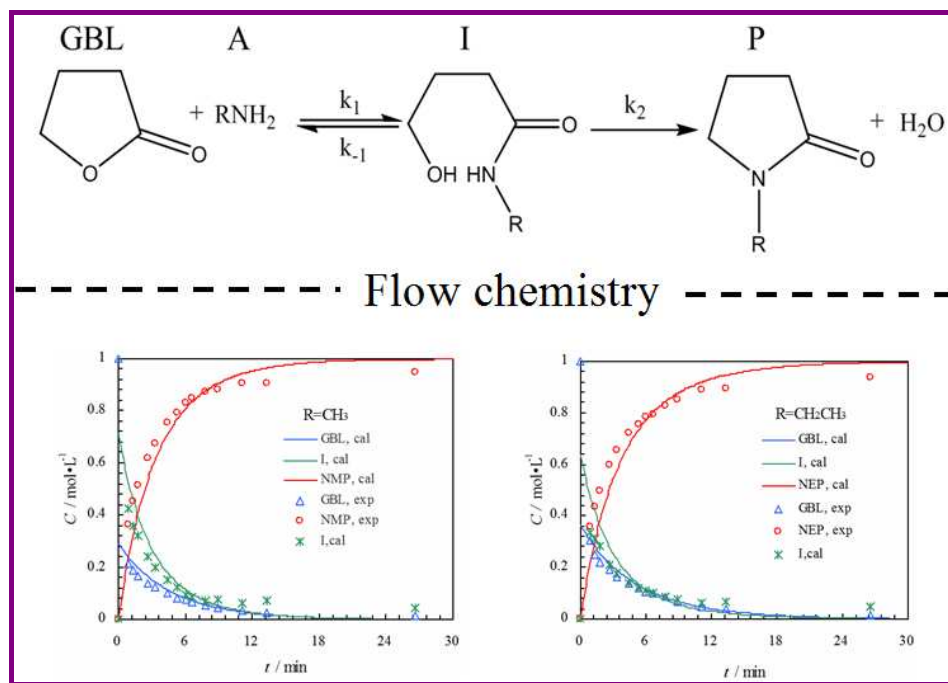 GBL A I P
+ RNH₂ k₁ k₋₁ k₂ + H₂O
O O OH HN O N O
R R
Flow chemistry
R=CH₃
GBL, cal
I, cal
NMP, cal
GBL, exp
NMP, exp
I,cal
C / mol•L⁻¹
1
0.8
0.6
0.4
0.2
0
0 6 12 18 24 30
t / min
R=CH₂CH₃
GBL, cal
I, cal
NEP, cal
GBL, exp
NEP, exp
I,cal
C / mol•L⁻¹
1
0.8
0.6
0.4
0.2
0
0 6 12 18 24 30
t / min